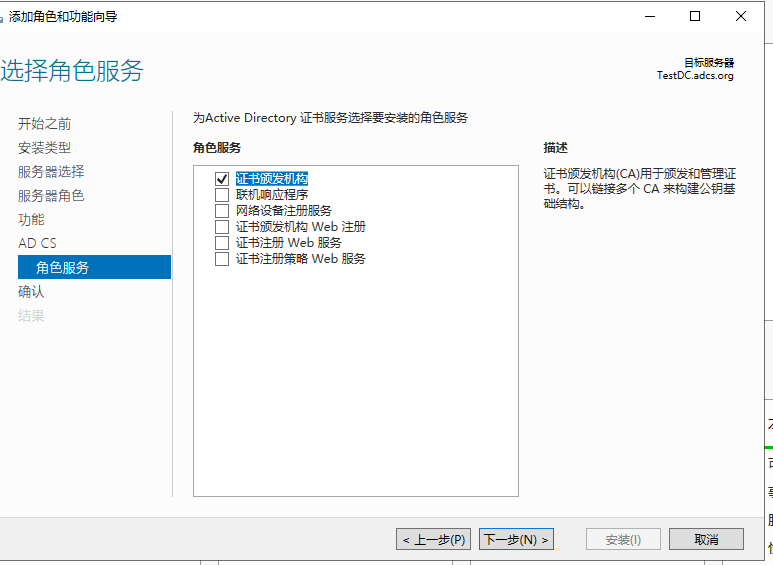 添加角色和功能向导
选择角色服务
目标服务器
TestDC.adcs.org
开始之前
安装类型
服务器选择
服务器角色
功能
AD CS
角色服务
确认
结果
为Active Directory 证书服务选择要安装的角色服务
角色服务
证书颁发机构
联机响应程序
网络设备注册服务
证书颁发机构 Web 注册
证书注册 Web 服务
证书注册策略 Web 服务
描述
证书颁发机构(CA)用于颁发和管理证
书。可以链接多个 CA 来构建公钥基
础结构。
< 上一步(P)
下一步(N) >
安装(I)
取消